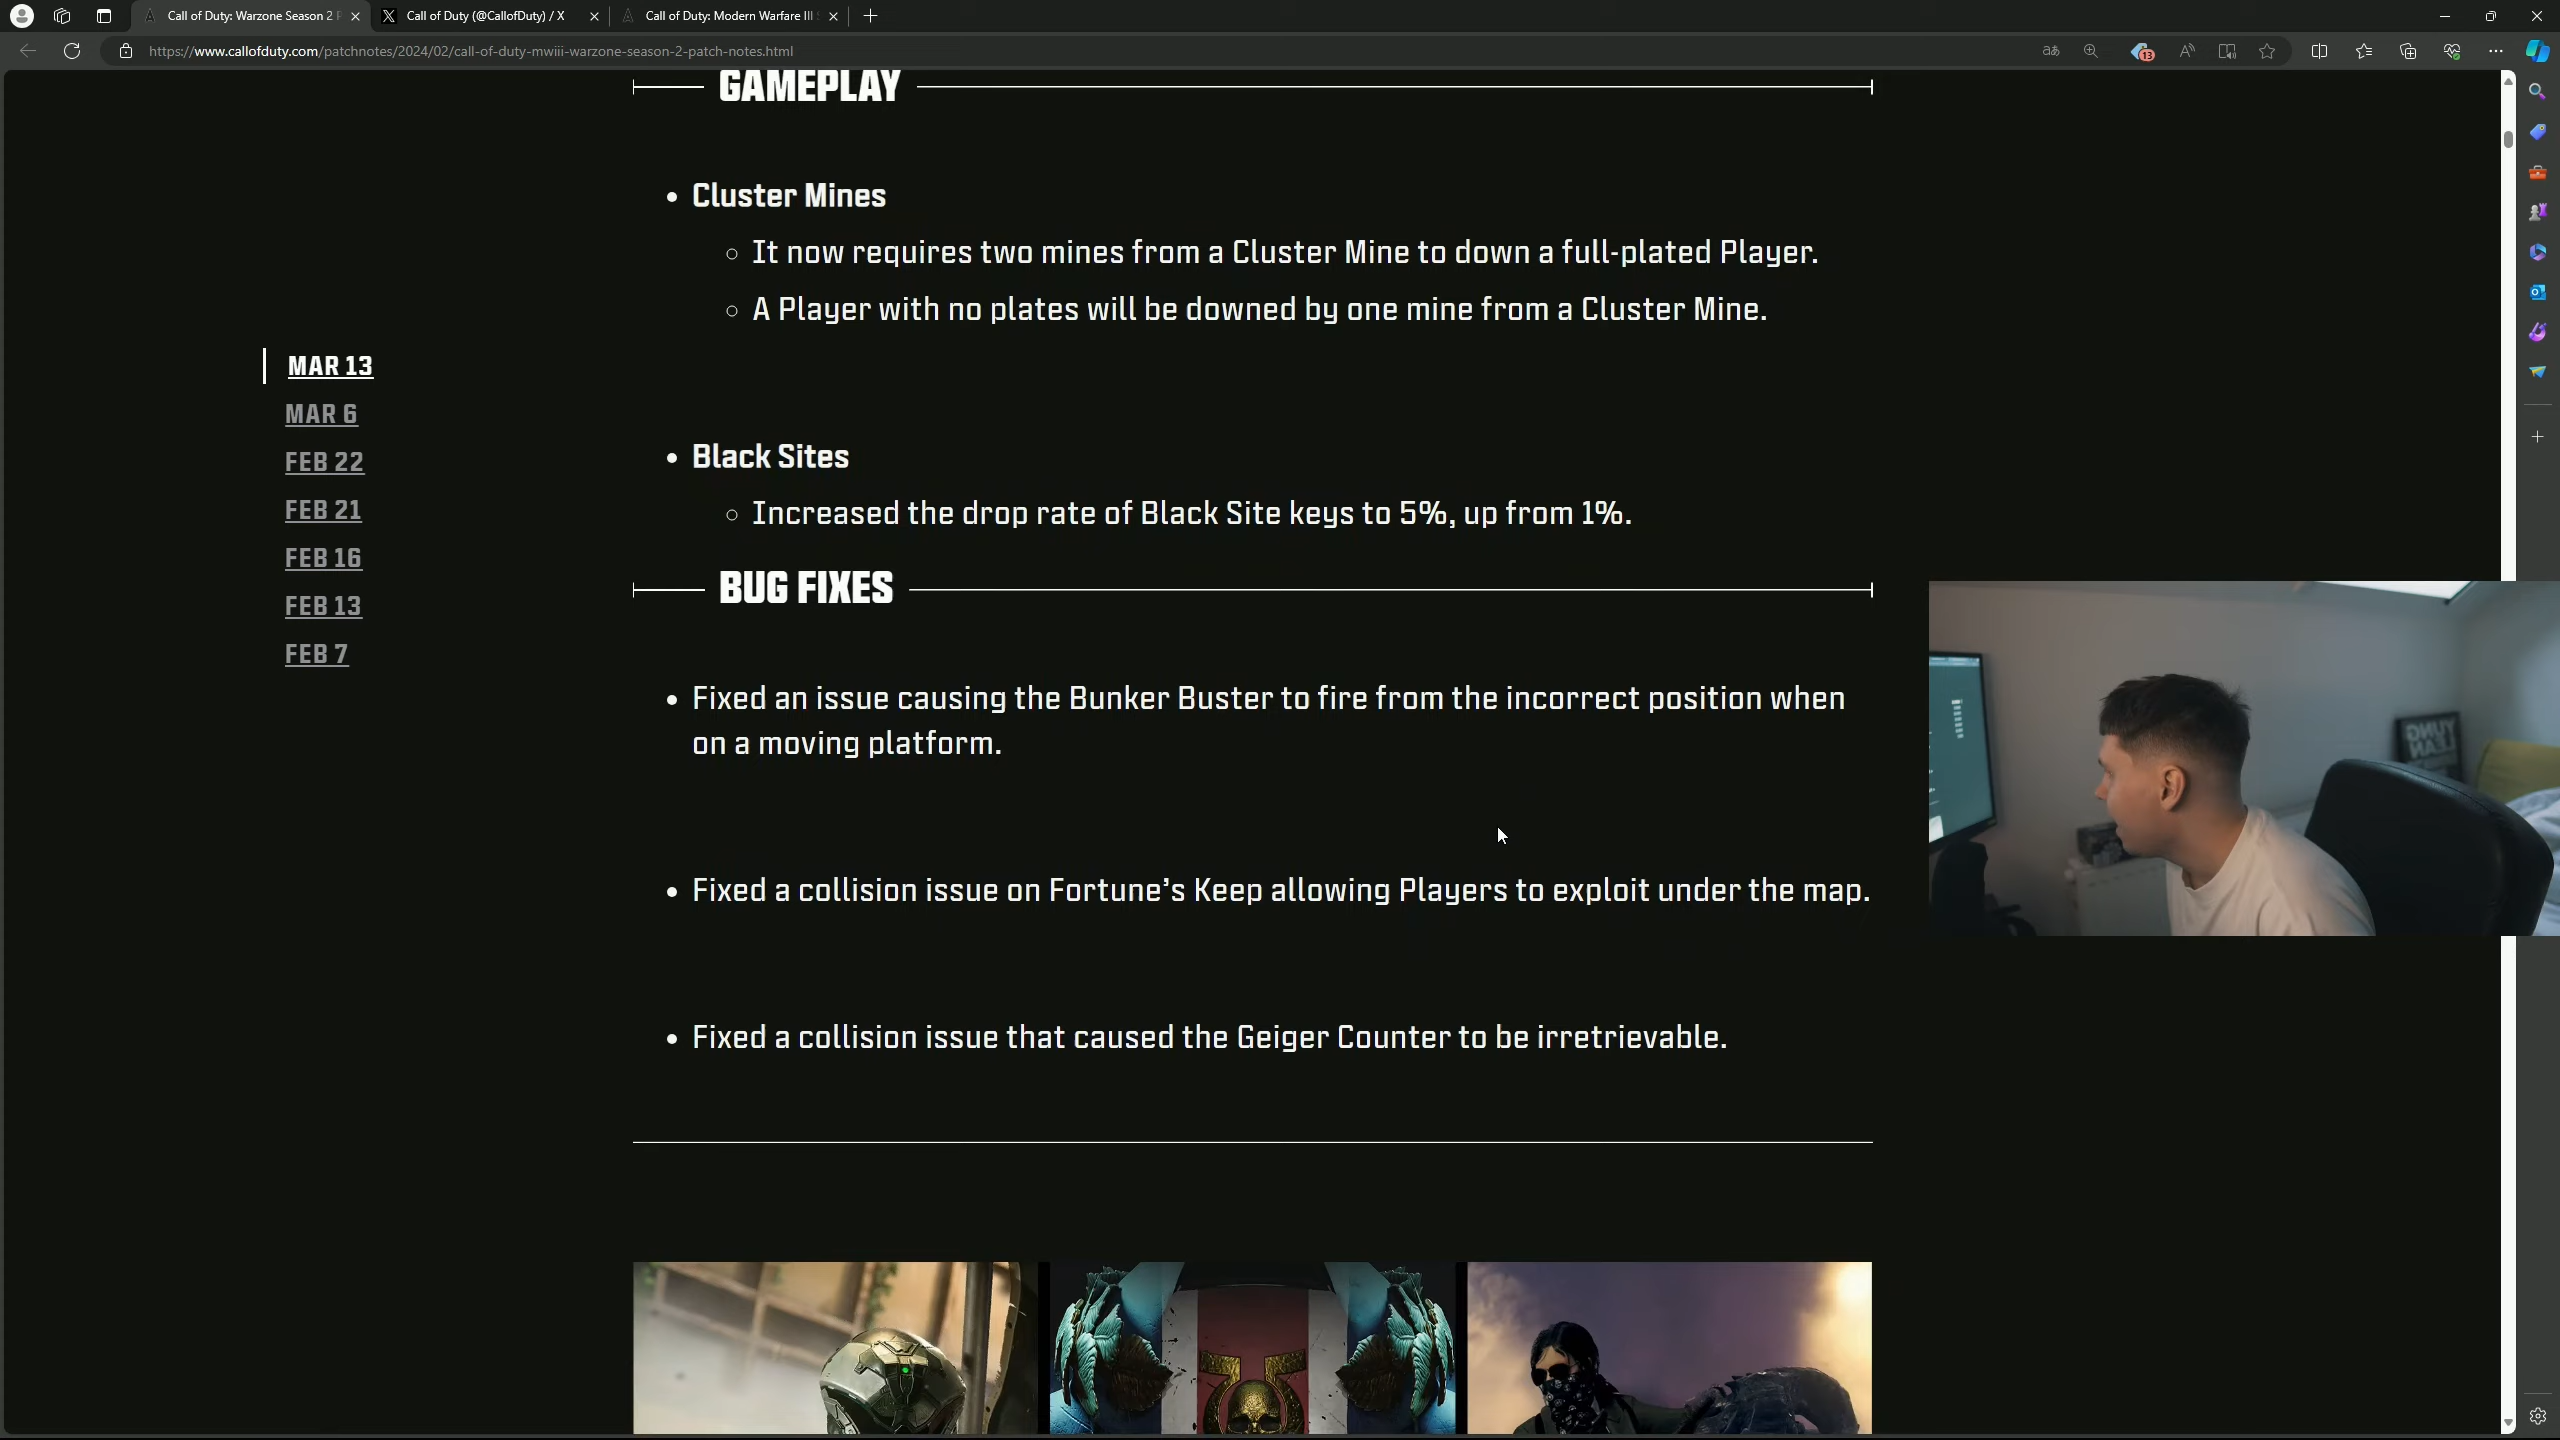 Call of Duty: Warzone Season 2 P
Call of Duty (@CallofDuty) / X
Call of Duty: Modern Warfare III S
https://www.callofduty.com/patchnotes/2024/02/call-of-duty-mwiii-warzone-season-2-patch-notes.html
13
GAMEPLAY
Cluster Mines
It now requires two mines from a Cluster Mine to down a full-plated Player.
A Player with no plates will be downed by one mine from a Cluster Mine.
MAR 13
MAR 6
FEB 22
FEB 21
FEB 16
FEB 13
FEB 7
Black Sites
Increased the drop rate of Black Site keys to 5%, up from 1%.
BUG FIXES
Fixed an issue causing the Bunker Buster to fire from the incorrect position when
on a moving platform.
Fixed a collision issue on Fortune’s Keep allowing Players to exploit under the map.
Fixed a collision issue that caused the Geiger Counter to be irretrievable.
YUNG
LEAN